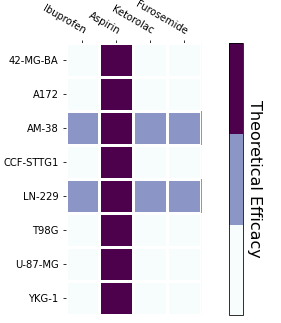 Ibuprofen
Aspirin
Ketorolac
Furosemide
42-MG-BA
A172
AM-38
CCF-STTG1
LN-229
T98G
U-87-MG
YKG-1
Theoretical Efficacy